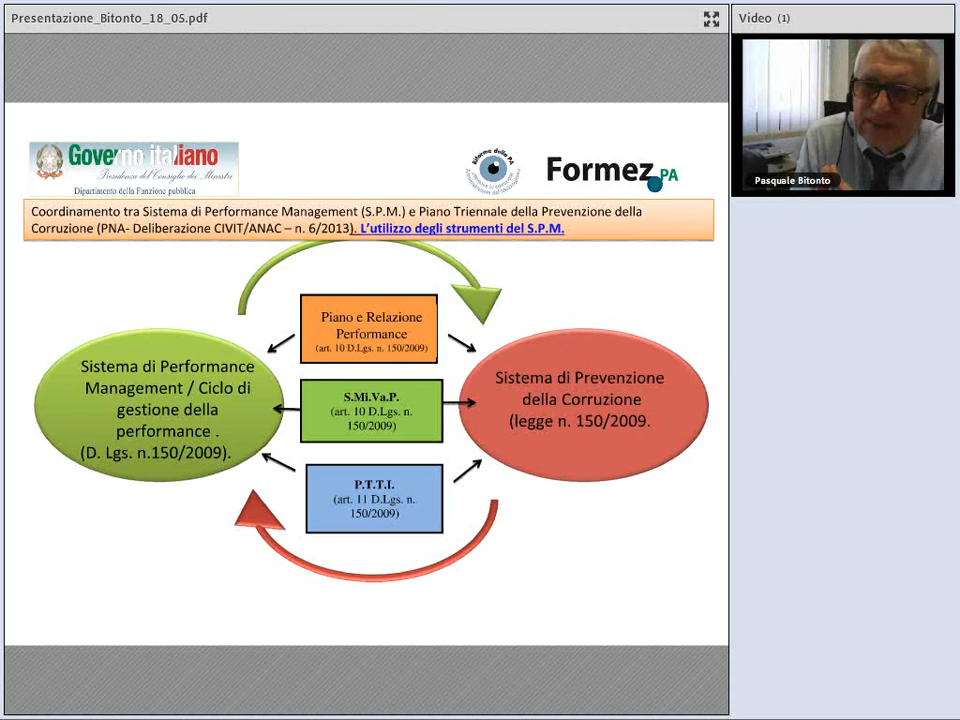 Presentazione_Bitonto_18_05.pdf
Video (1)
Pasquale Bitonto
Governo italiano
Presidenza del Consiglio dei Ministri
Dipartimento della Funzione pubblica
Riforme della PA
Formez PA
Coordinamento tra Sistema di Performance Management (S.P.M.) e Piano Triennale della Prevenzione della
Corruzione (PNA- Deliberazione CIVIT/ANAC – n. 6/2013). L'utilizzo degli strumenti del S.P.M.
Piano e Relazione
Performance
(art. 10 D.Lgs. n. 150/2009)
Sistema di Performance
Management / Ciclo di
gestione della
performance .
(D. Lgs. n.150/2009).
S.Mi.Va.P.
(art. 10 D.Lgs. n.
150/2009)
Sistema di Prevenzione
della Corruzione
(legge n. 150/2009.
P.T.T.I.
(art. 11 D.Lgs. n.
150/2009)